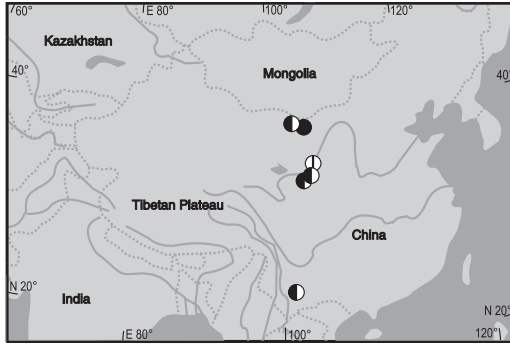 60° E 80° 100° 120°
Kazakhstan
Mongolia
40° 40°
Tibetan Plateau
China
N 20° India N 20°
E 80° E 100° 120°